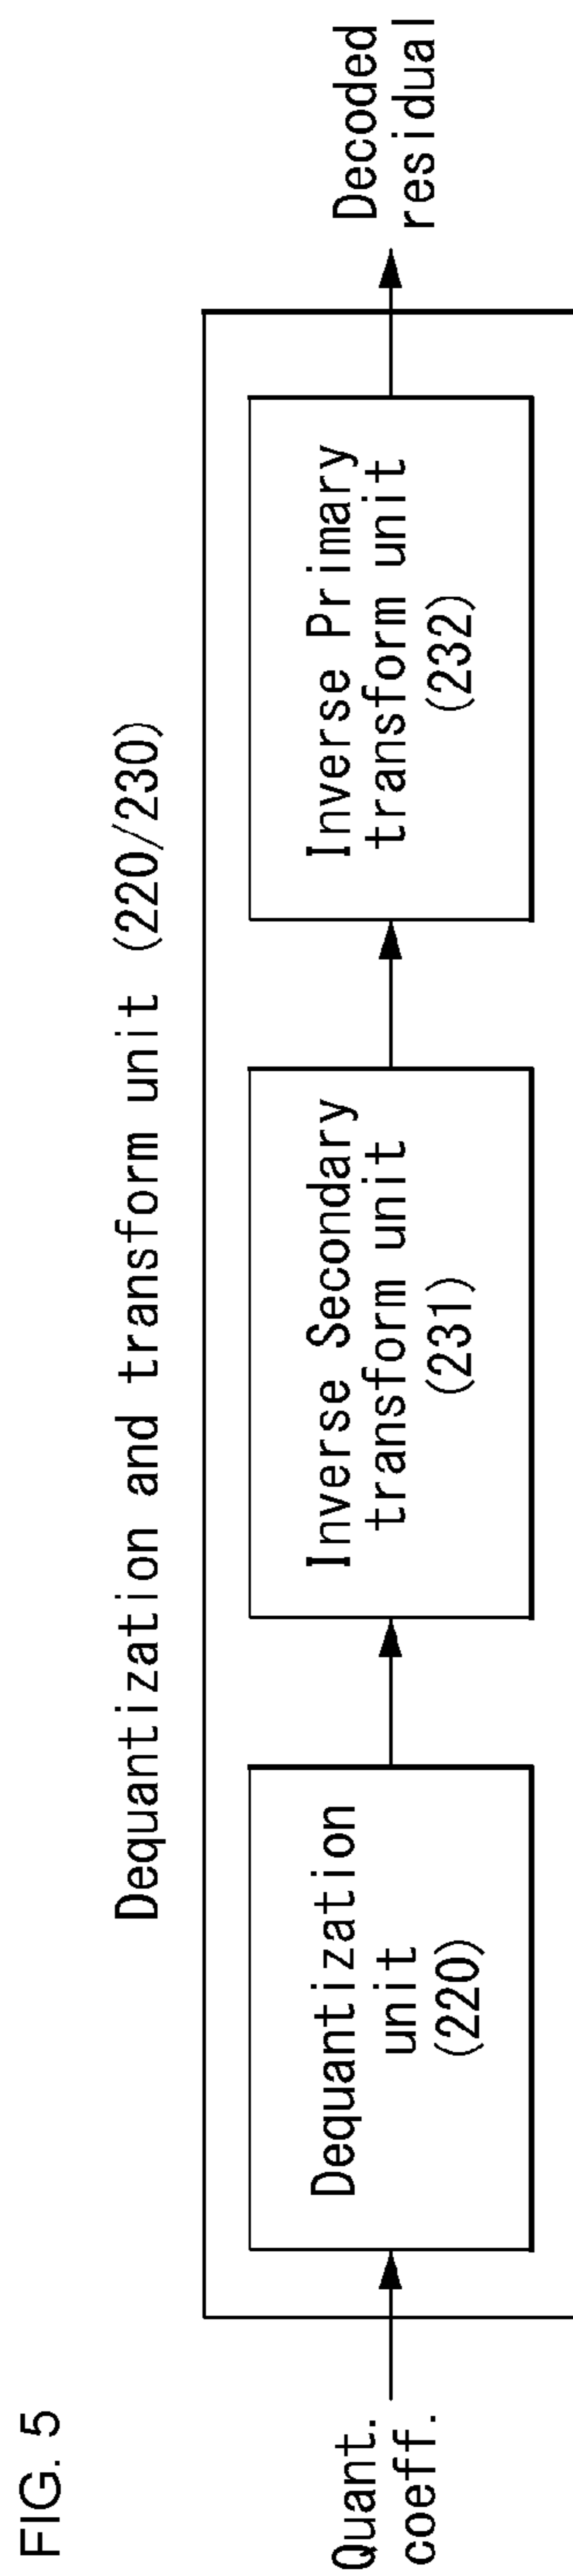 FIG. 5
Dequantization and transform unit (220/230)
Quant.
coeff.
Dequantization
unit
(220)
Inverse Secondary
transform unit
(231)
Inverse Primary
transform unit
(232)
Decoded
residual